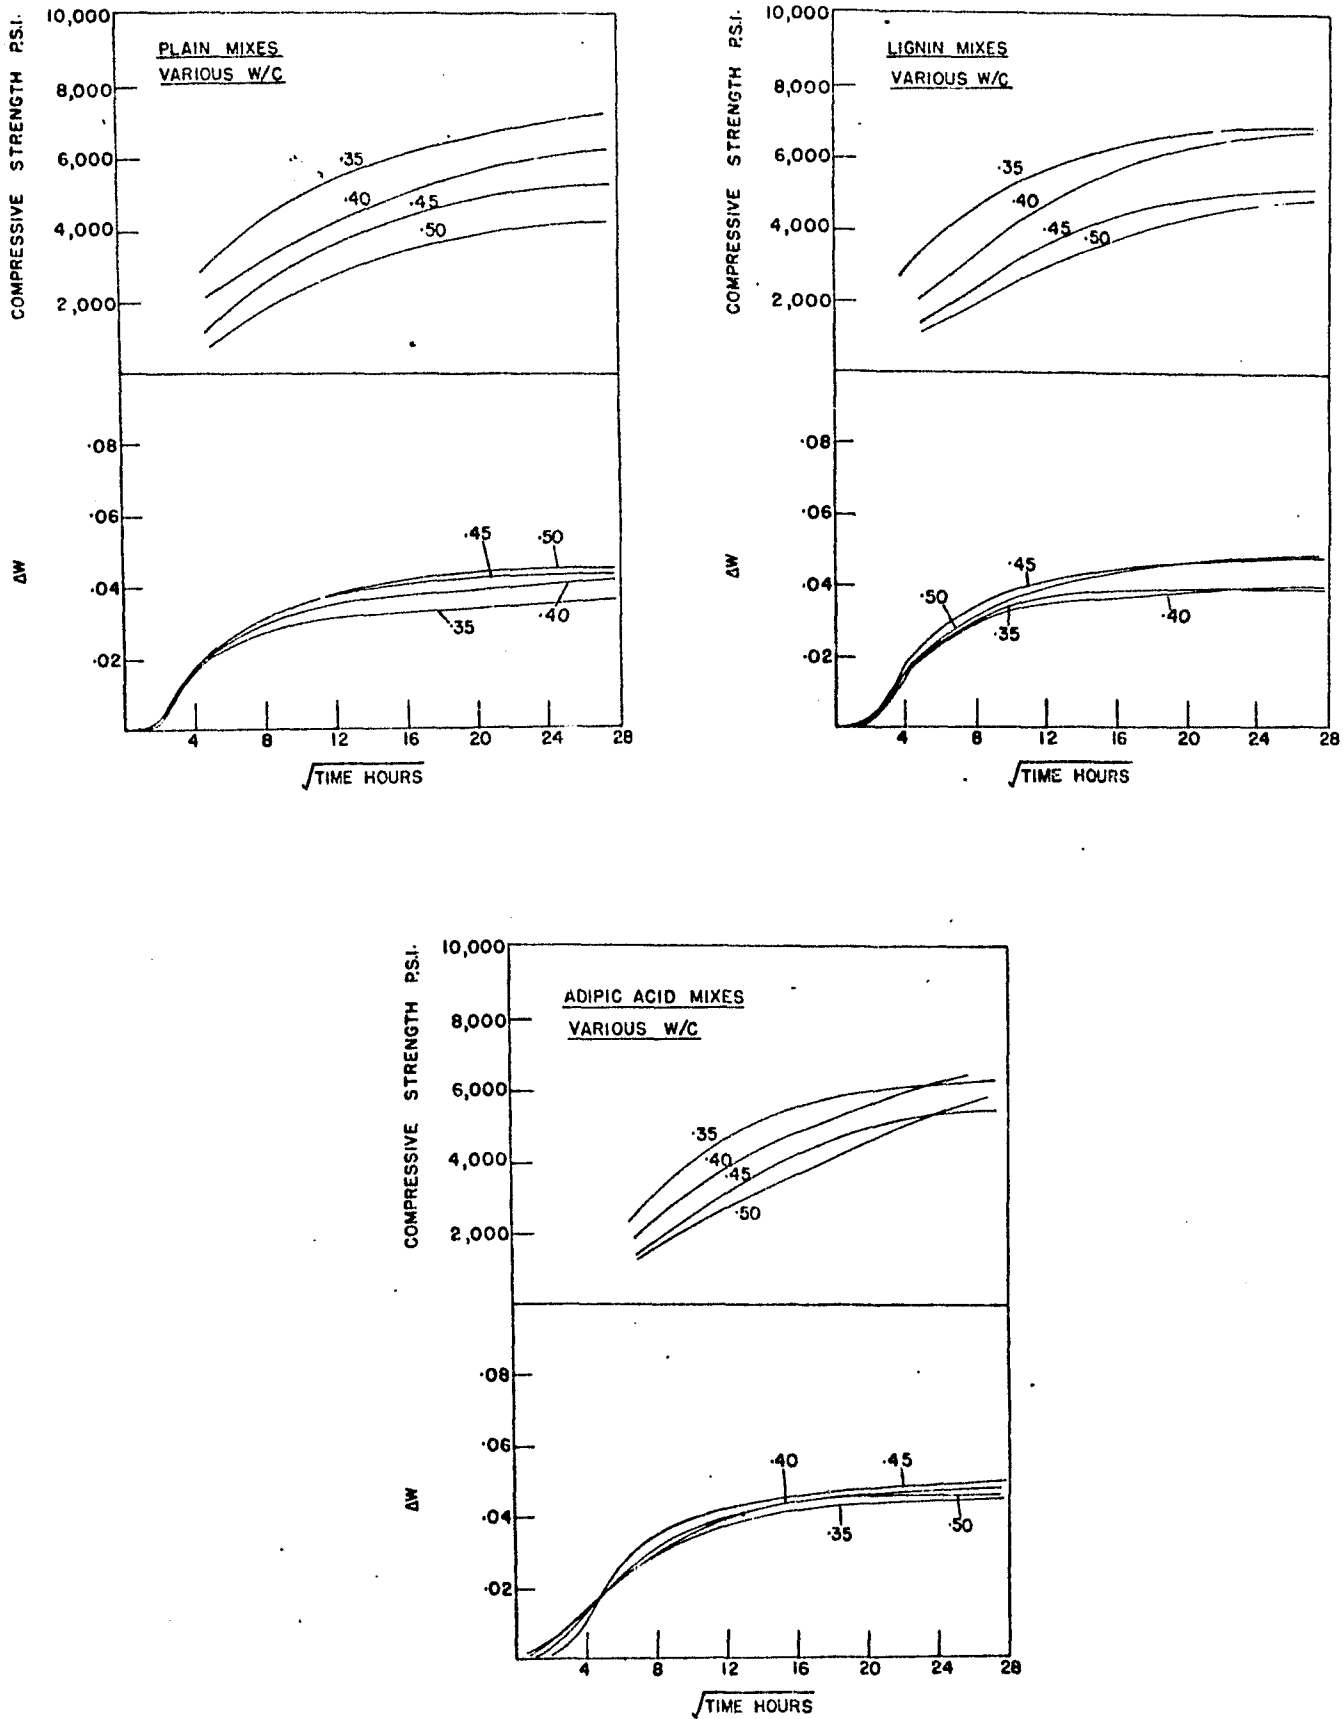 PLAIN MIXES
VARIOUS W/C
COMPRESSIVE STRENGTH P.S.I.
10,000
8,000
6,000
4,000
2,000
.35
.40
.45
.50
ΔW
.08
.06
.04
.02
.45
.50
.40
.35
4 8 12 16 20 24 28
√TIME HOURS
LIGNIN MIXES
VARIOUS W/C
COMPRESSIVE STRENGTH P.S.I.
10,000
8,000
6,000
4,000
2,000
.35
.40
.45
.50
ΔW
.08
.06
.04
.02
.45
.50
.35
.40
4 8 12 16 20 24 28
√TIME HOURS
ADIPIC ACID MIXES
VARIOUS W/C
COMPRESSIVE STRENGTH P.S.I.
10,000
8,000
6,000
4,000
2,000
.35
.40
.45
.50
ΔW
.08
.06
.04
.02
.40
.45
.35
.50
4 8 12 16 20 24 28
√TIME HOURS